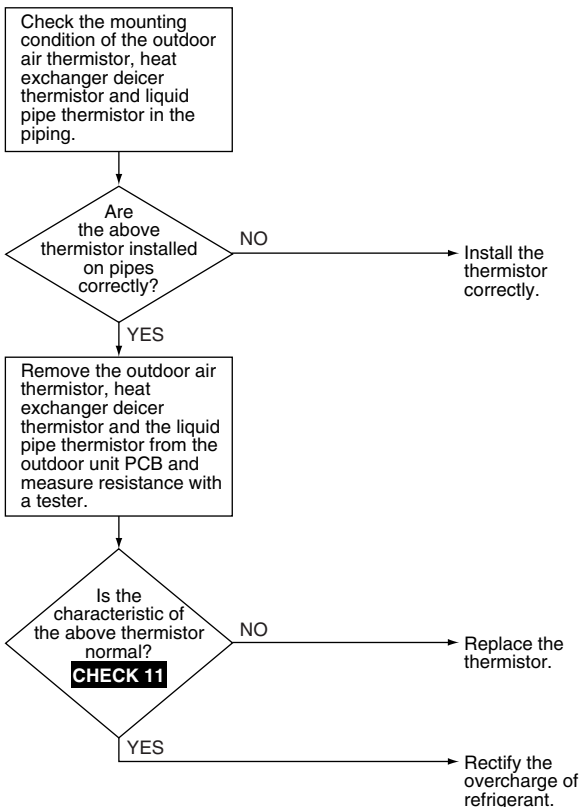 Check the mounting
condition of the outdoor
air thermistor, heat
exchanger deicer
thermistor and liquid
pipe thermistor in the
piping.
Are
the above
thermistor installed
on pipes
correctly?
NO
Install the
thermistor
correctly.
YES
Remove the outdoor air
thermistor, heat
exchanger deicer
thermistor and the liquid
pipe thermistor from the
outdoor unit PCB and
measure resistance with
a tester.
Is the
characteristic of
the above thermistor
normal?
CHECK 11
NO
Replace the
thermistor.
YES
Rectify the
overcharge of
refrigerant.